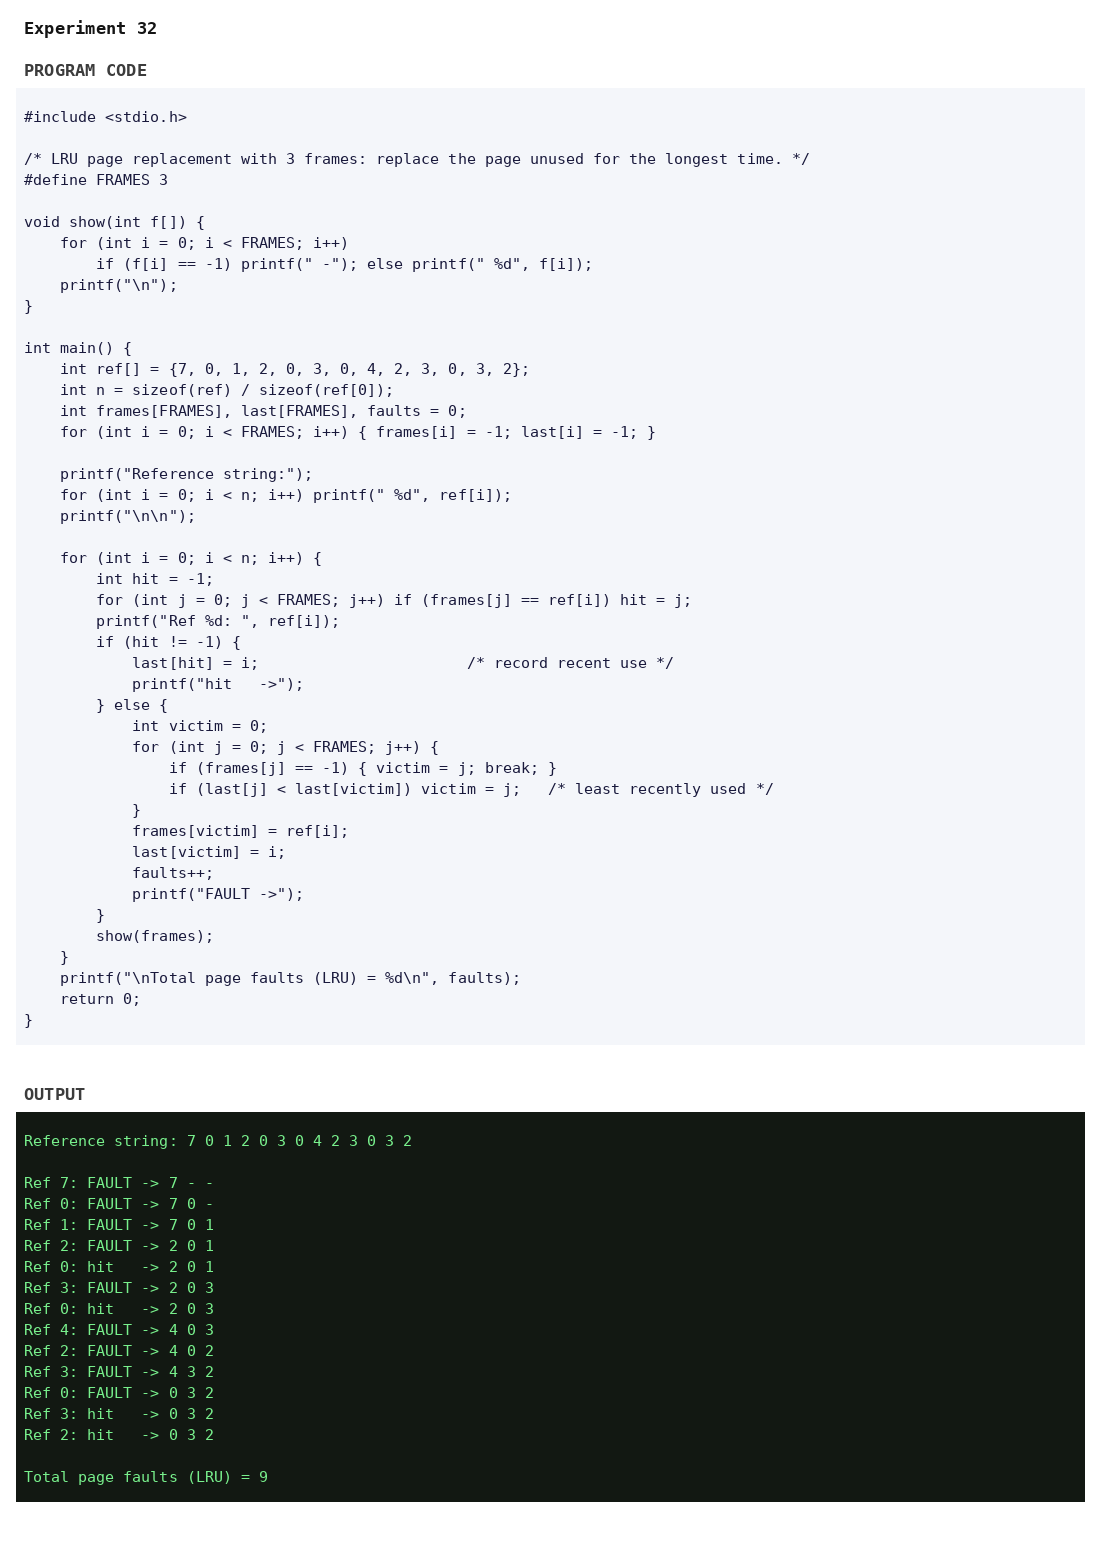 Experiment 32
PROGRAM CODE
#include <stdio.h>
/* LRU page replacement with 3 frames: replace the page unused for the longest time. */
#define FRAMES 3
void show(int f[]) {
    for (int i = 0; i < FRAMES; i++)
        if (f[i] == -1) printf(" -"); else printf(" %d", f[i]);
    printf("\n");
}
int main() {
    int ref[] = {7, 0, 1, 2, 0, 3, 0, 4, 2, 3, 0, 3, 2};
    int n = sizeof(ref) / sizeof(ref[0]);
    int frames[FRAMES], last[FRAMES], faults = 0;
    for (int i = 0; i < FRAMES; i++) { frames[i] = -1; last[i] = -1; }
    printf("Reference string:");
    for (int i = 0; i < n; i++) printf(" %d", ref[i]);
    printf("\n\n");
    for (int i = 0; i < n; i++) {
        int hit = -1;
        for (int j = 0; j < FRAMES; j++) if (frames[j] == ref[i]) hit = j;
        printf("Ref %d: ", ref[i]);
        if (hit != -1) {
            last[hit] = i;                       /* record recent use */
            printf("hit   ->");
        } else {
            int victim = 0;
            for (int j = 0; j < FRAMES; j++) {
                if (frames[j] == -1) { victim = j; break; }
                if (last[j] < last[victim]) victim = j;   /* least recently used */
            }
            frames[victim] = ref[i];
            last[victim] = i;
            faults++;
            printf("FAULT ->");
        }
        show(frames);
    }
    printf("\nTotal page faults (LRU) = %d\n", faults);
    return 0;
}
OUTPUT
Reference string: 7 0 1 2 0 3 0 4 2 3 0 3 2
Ref 7: FAULT -> 7 - -
Ref 0: FAULT -> 7 0 -
Ref 1: FAULT -> 7 0 1
Ref 2: FAULT -> 2 0 1
Ref 0: hit   -> 2 0 1
Ref 3: FAULT -> 2 0 3
Ref 0: hit   -> 2 0 3
Ref 4: FAULT -> 4 0 3
Ref 2: FAULT -> 4 0 2
Ref 3: FAULT -> 4 3 2
Ref 0: FAULT -> 0 3 2
Ref 3: hit   -> 0 3 2
Ref 2: hit   -> 0 3 2
Total page faults (LRU) = 9